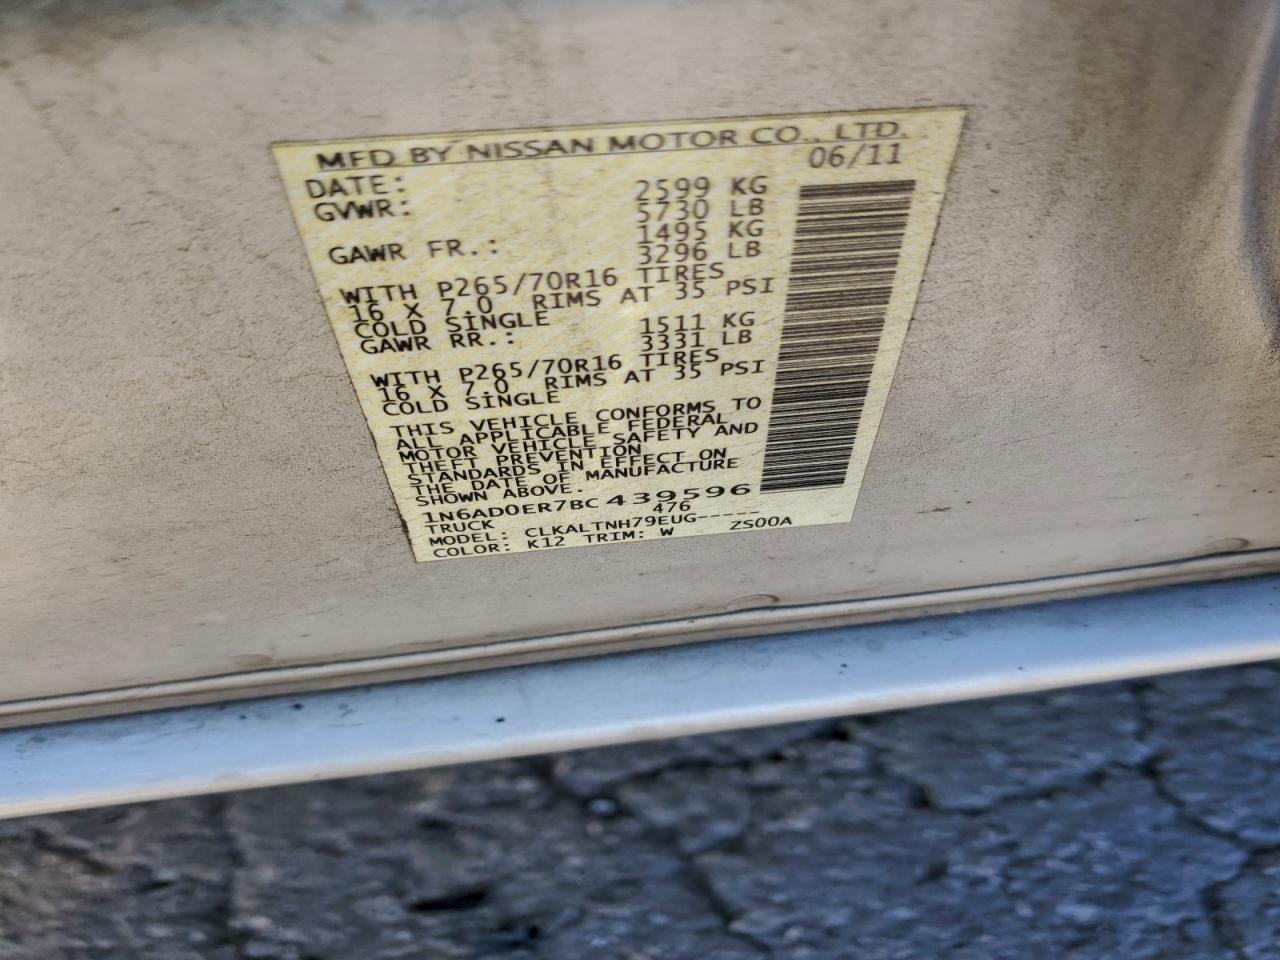 MFD BY NISSAN MOTOR CO., LTD.
DATE: 06/11
GVWR: 2599 KG
5730 LB
GAWR FR.: 1495 KG
3296 LB
WITH P265/70R16 TIRES
16 X 7.0 RIMS AT 35 PSI
COLD SINGLE
GAWR RR.: 1511 KG
3331 LB
WITH P265/70R16 TIRES
16 X 7.0 RIMS AT 35 PSI
COLD SINGLE
THIS VEHICLE CONFORMS TO
ALL APPLICABLE FEDERAL
MOTOR VEHICLE SAFETY AND
THEFT PREVENTION
STANDARDS IN EFFECT ON
THE DATE OF MANUFACTURE
SHOWN ABOVE.
1N6AD0ER7BC439596
TRUCK 476
MODEL: CLKALTNH79EUG-----
COLOR: K12 TRIM: W ZS00A